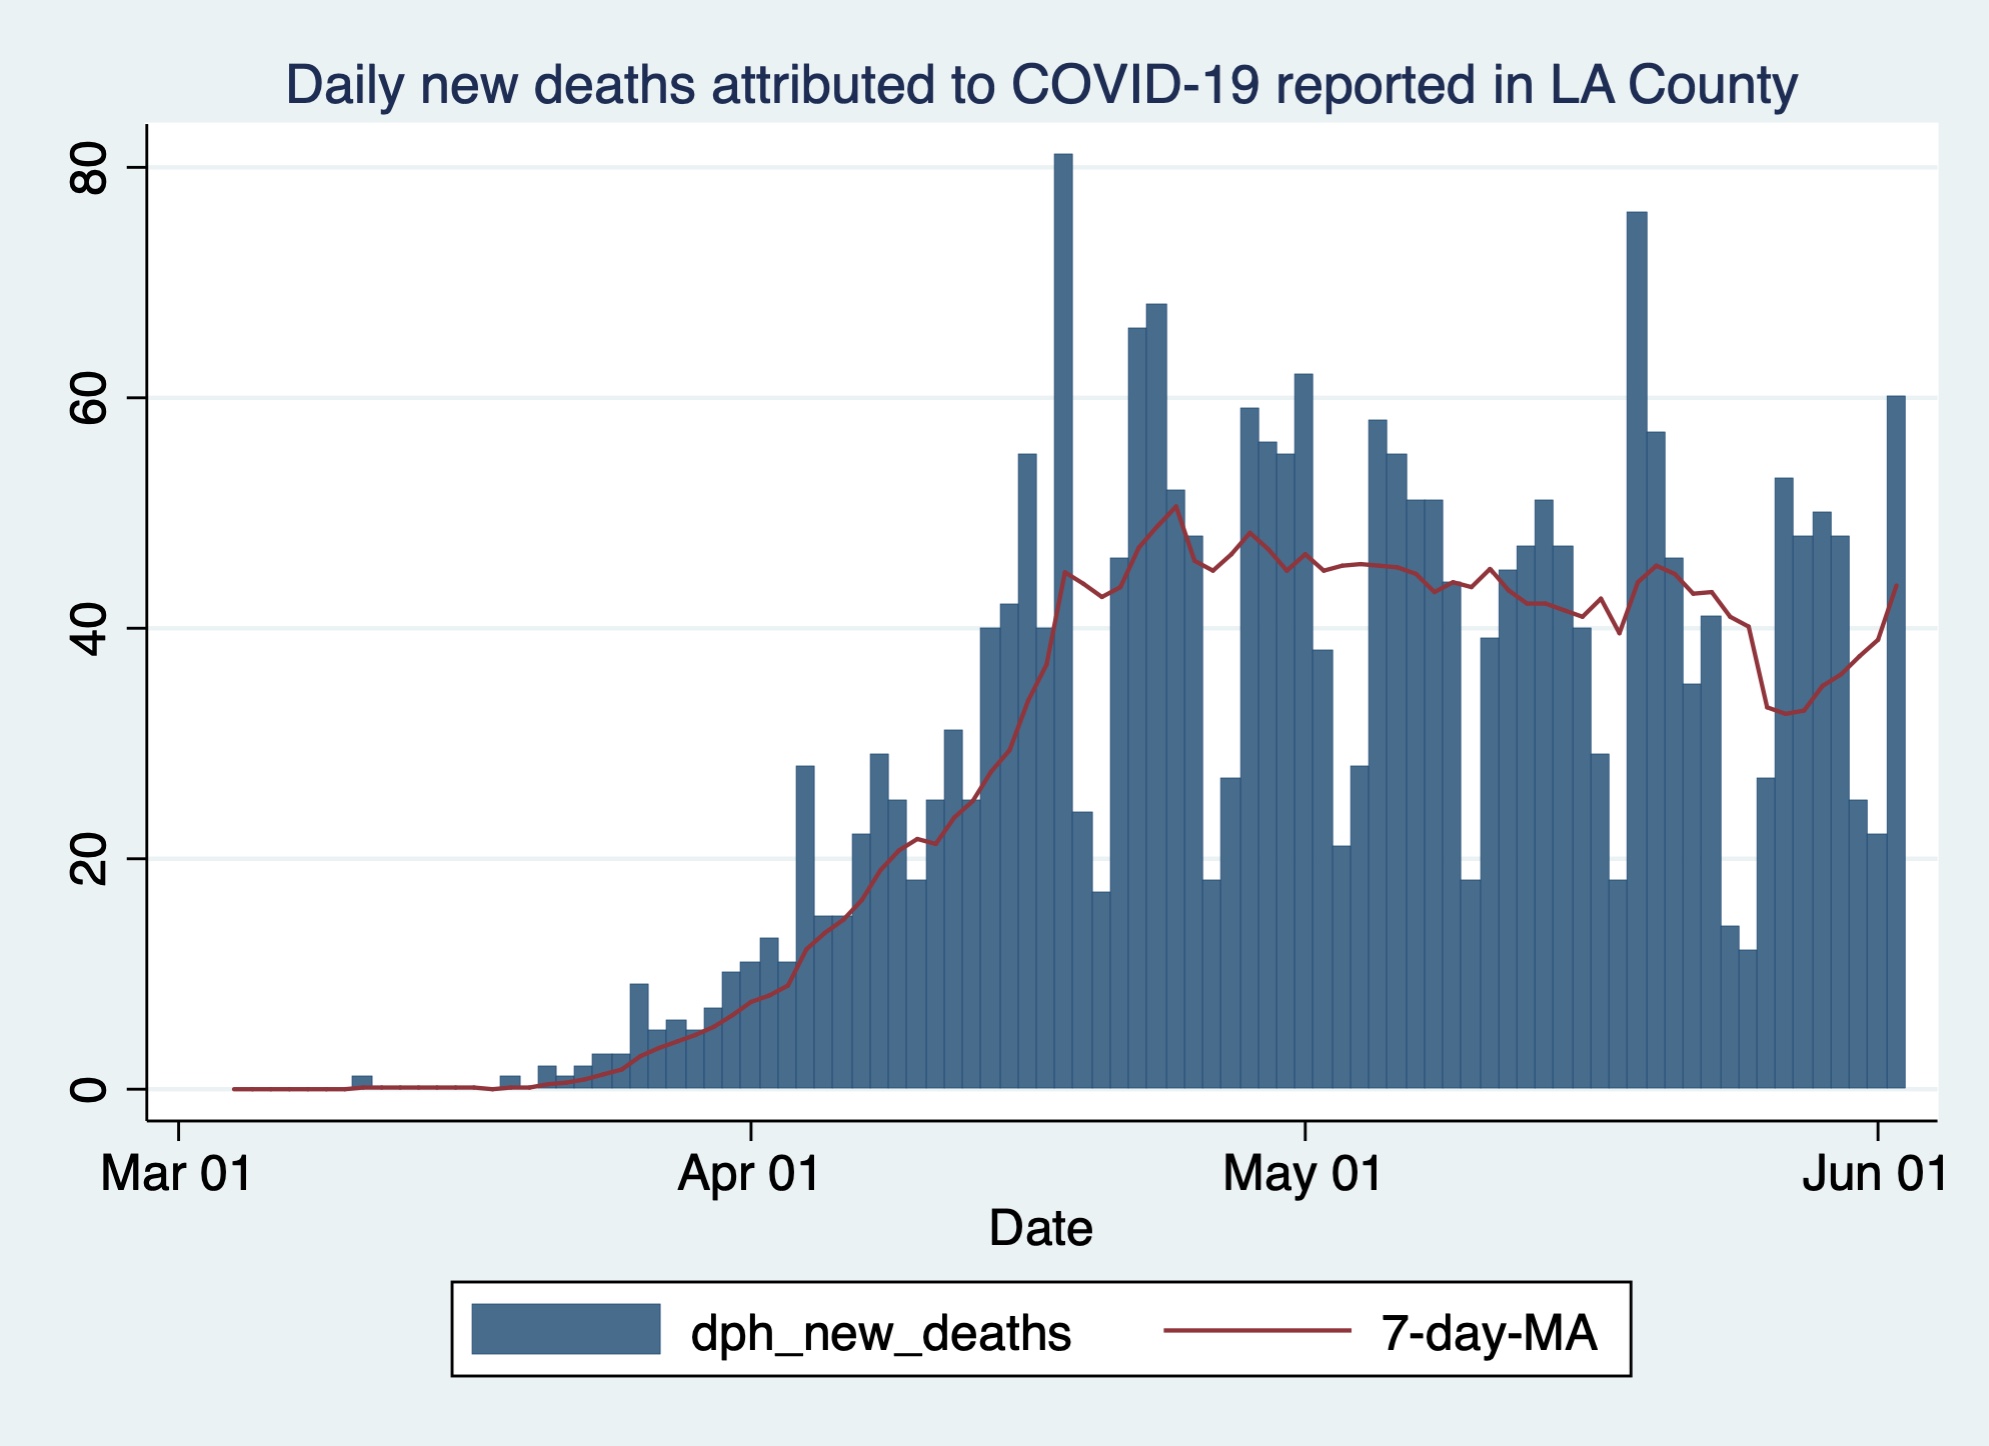 Daily new deaths attributed to COVID-19 reported in LA County
80
60
40
20
0
Mar 01 Apr 01 May 01 Jun 01
Date
dph_new_deaths 7-day-MA